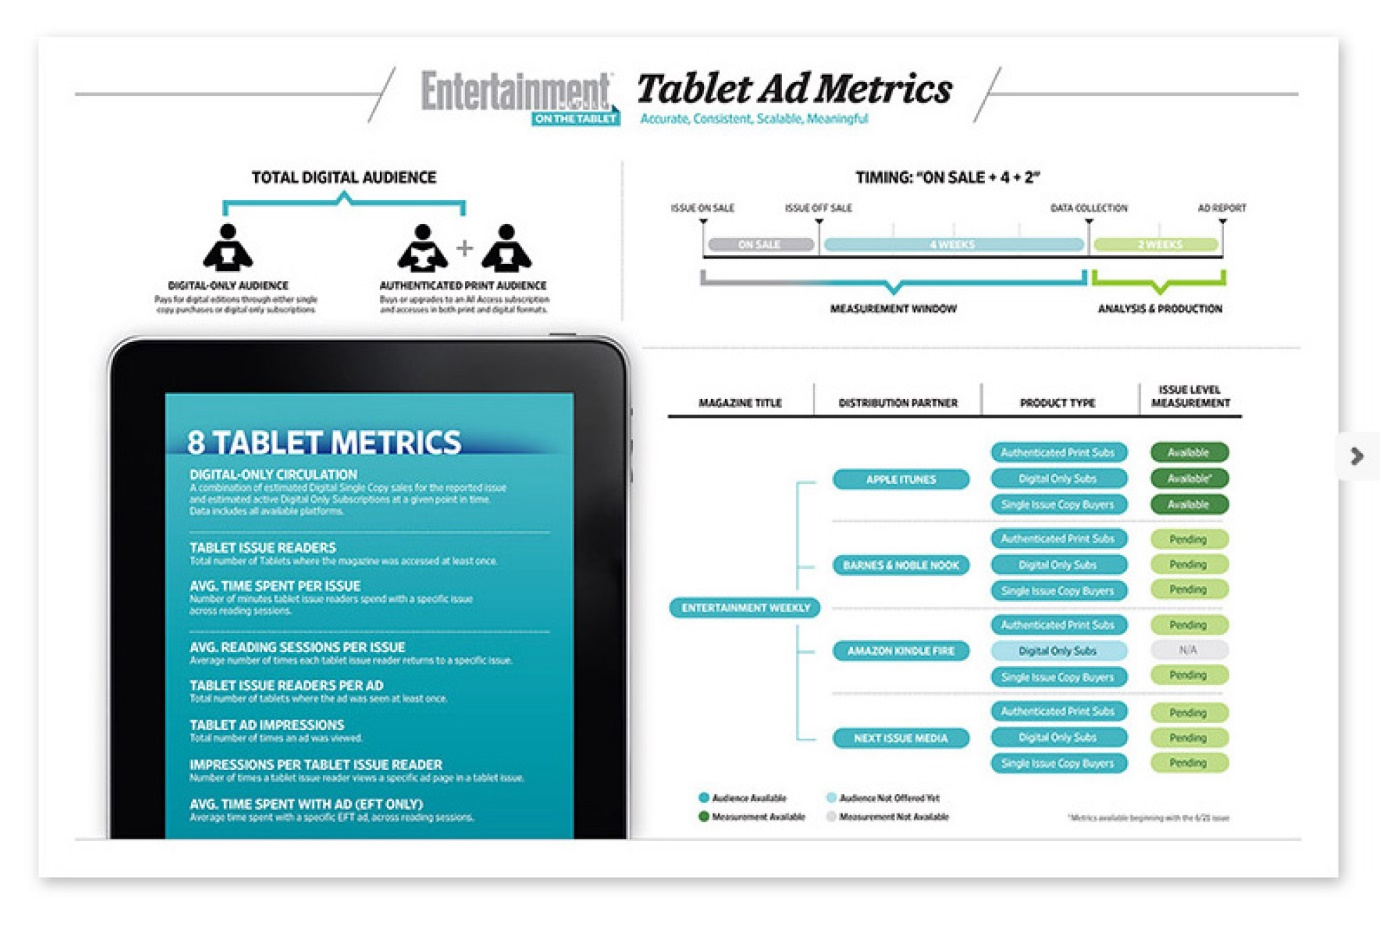 Entertainment
ON THE TABLET
Tablet Ad Metrics
Accurate, Consistent, Scalable, Meaningful
TOTAL DIGITAL AUDIENCE
DIGITAL-ONLY AUDIENCE
Pays for digital editions through either single
copy purchases or digital only subscriptions
+
AUTHENTICATED PRINT AUDIENCE
Buys or upgrades to an All Access subscription
and accesses in both print and digital formats.
TIMING: "ON SALE + 4 + 2"
ISSUE ON SALE
ISSUE OFF SALE
DATA COLLECTION
AD REPORT
ON SALE
4 WEEKS
2 WEEKS
MEASUREMENT WINDOW
ANALYSIS & PRODUCTION
8 TABLET METRICS
DIGITAL-ONLY CIRCULATION
A combination of estimated Digital Single Copy sales for the reported issue
and estimated active Digital Only Subscriptions at a given point in time.
Data includes all available platforms.
TABLET ISSUE READERS
Total number of Tablets where the magazine was accessed at least once.
AVG. TIME SPENT PER ISSUE
Number of minutes tablet issue readers spend with a specific issue
across reading sessions.
AVG. READING SESSIONS PER ISSUE
Average number of times each tablet issue reader returns to a specific issue.
TABLET ISSUE READERS PER AD
Total number of tablets where the ad was seen at least once.
TABLET AD IMPRESSIONS
Total number of times an ad was viewed.
IMPRESSIONS PER TABLET ISSUE READER
Number of times a tablet issue reader views a specific ad page in a tablet issue.
AVG. TIME SPENT WITH AD (EFT ONLY)
Average time spent with a specific EFT ad, across reading sessions.
MAGAZINE TITLE
DISTRIBUTION PARTNER
PRODUCT TYPE
ISSUE LEVEL
MEASUREMENT
ENTERTAINMENT WEEKLY
APPLE ITUNES
Authenticated Print Subs
Available
Digital Only Subs
Available*
Single Issue Copy Buyers
Available
BARNES & NOBLE NOOK
Authenticated Print Subs
Pending
Digital Only Subs
Pending
Single Issue Copy Buyers
Pending
AMAZON KINDLE FIRE
Authenticated Print Subs
Pending
Digital Only Subs
N/A
Single Issue Copy Buyers
Pending
NEXT ISSUE MEDIA
Authenticated Print Subs
Pending
Digital Only Subs
Pending
Single Issue Copy Buyers
Pending
Audience Available
Audience Not Offered Yet
Measurement Available
Measurement Not Available
*Metrics available beginning with the 6/21 issue